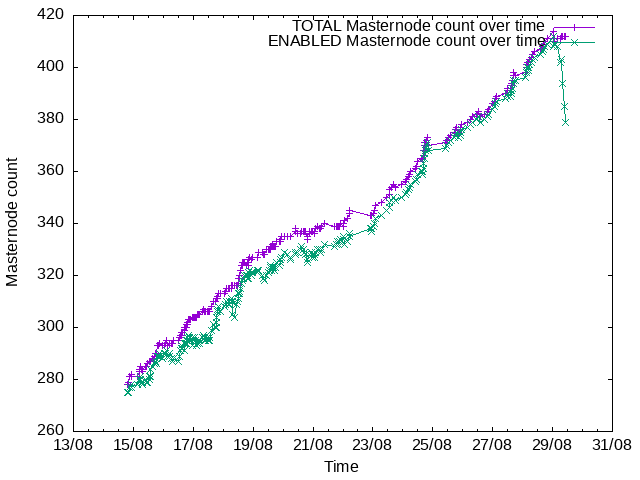 420
400
380
360
340
320
300
280
260
Masternode count
TOTAL Masternode count over time
ENABLED Masternode count over time
13/08 15/08 17/08 19/08 21/08 23/08 25/08 27/08 29/08 31/08
Time